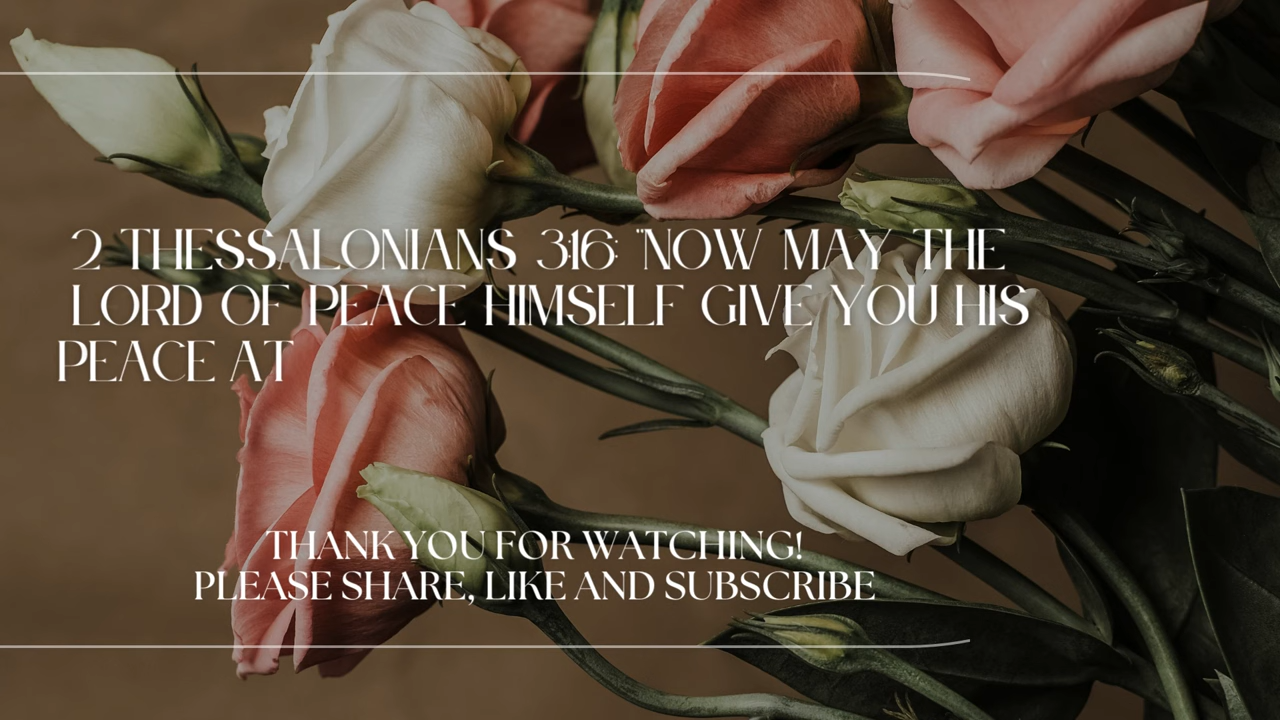 2 THESSALONIANS 3:16: "NOW MAY THE
LORD OF PEACE HIMSELF GIVE YOU HIS
PEACE AT
THANK YOU FOR WATCHING!
PLEASE SHARE, LIKE AND SUBSCRIBE